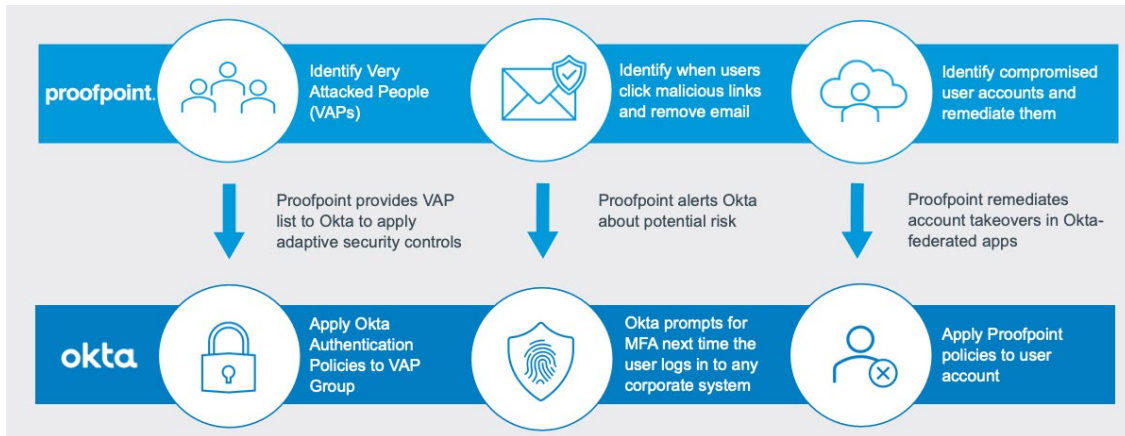 proofpoint.
Identify Very
Attacked People
(VAPs)
Identify when users
click malicious links
and remove email
Identify compromised
user accounts and
remediate them
Proofpoint provides VAP
list to Okta to apply
adaptive security controls
Proofpoint alerts Okta
about potential risk
Proofpoint remediates
account takeovers in Okta-
federated apps
okta
Apply Okta
Authentication
Policies to VAP
Group
Okta prompts for
MFA next time the
user logs in to any
corporate system
Apply Proofpoint
policies to user
account